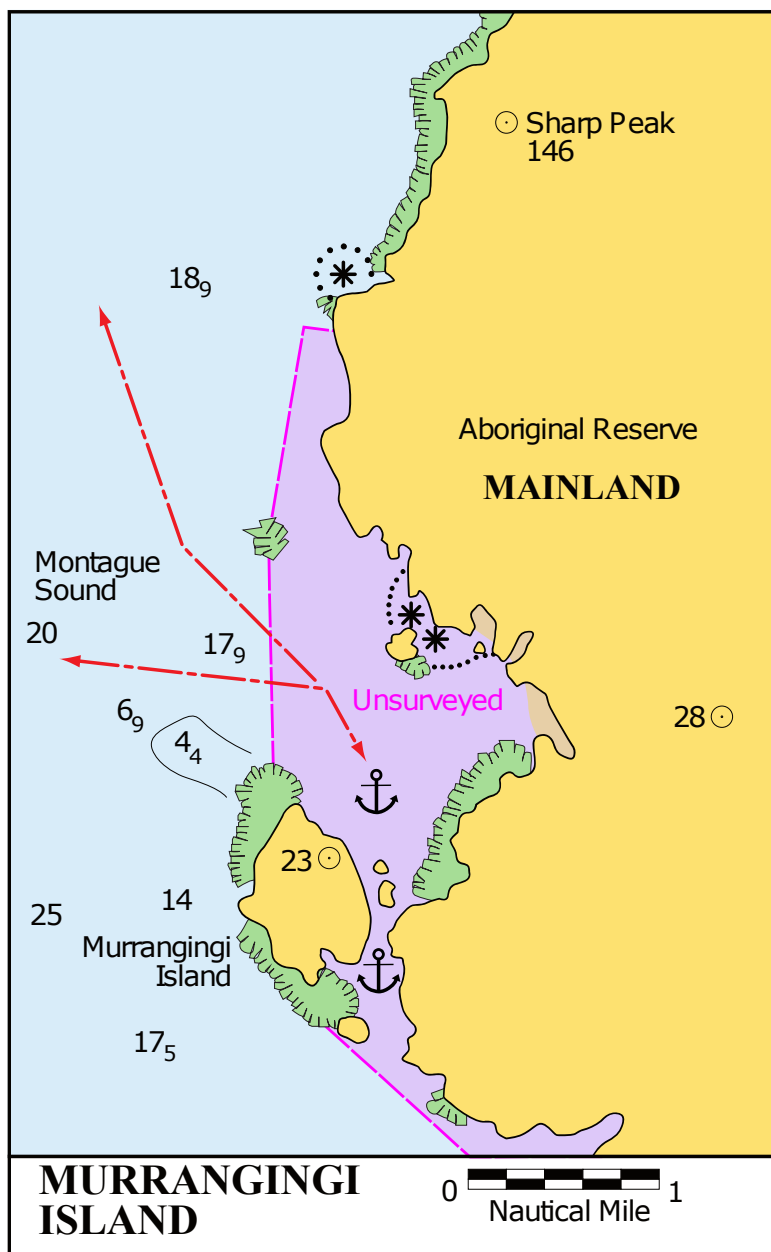 Sharp Peak
146
18₉
Aboriginal Reserve
MAINLAND
Montague
Sound
20
17₉
Unsurveyed
6₉
4₄
28
23
14
25
Murrangingi
Island
17₅
MURRANGINGI
ISLAND
0 1
Nautical Mile